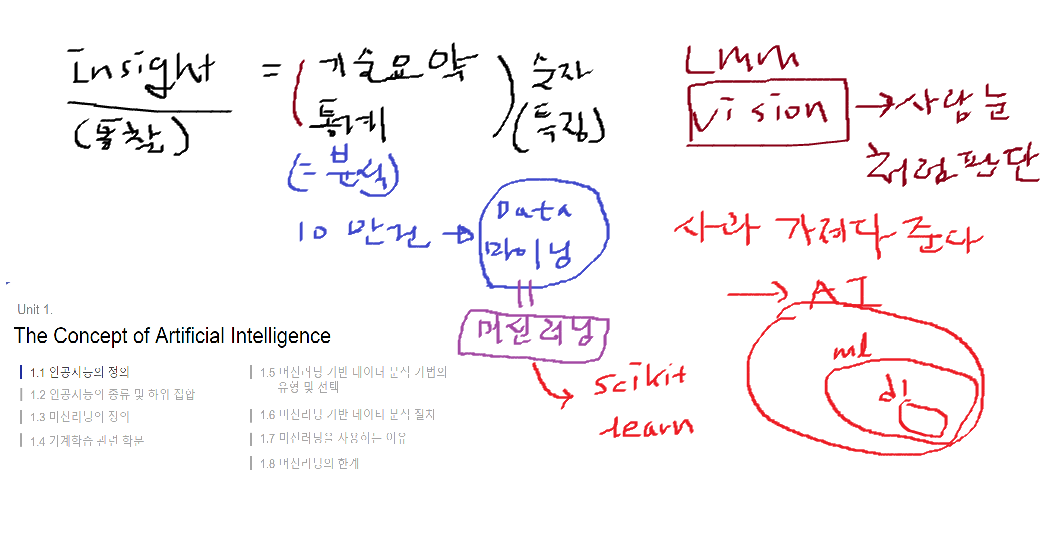 Insight = (기술요약) 숫자
(통찰) 통계 (특징)
(= 분석)
10 만건 → Data
마이닝
머신러닝
scikit
learn
LMM
Vision → 사람 눈
처럼 판단
사과 가져다 준다
→ AI
ml
dl
Unit 1.
The Concept of Artificial Intelligence
1.1 인공지능의 정의
1.2 인공지능의 종류 및 하위 집합
1.3 머신러닝의 정의
1.4 기계학습 관련 학문
1.5 머신러닝 기반 데이터 분석 기법의
유형 및 선택
1.6 머신러닝 기반 데이터 분석 절차
1.7 머신러닝을 사용하는 이유
1.8 머신러닝의 한계